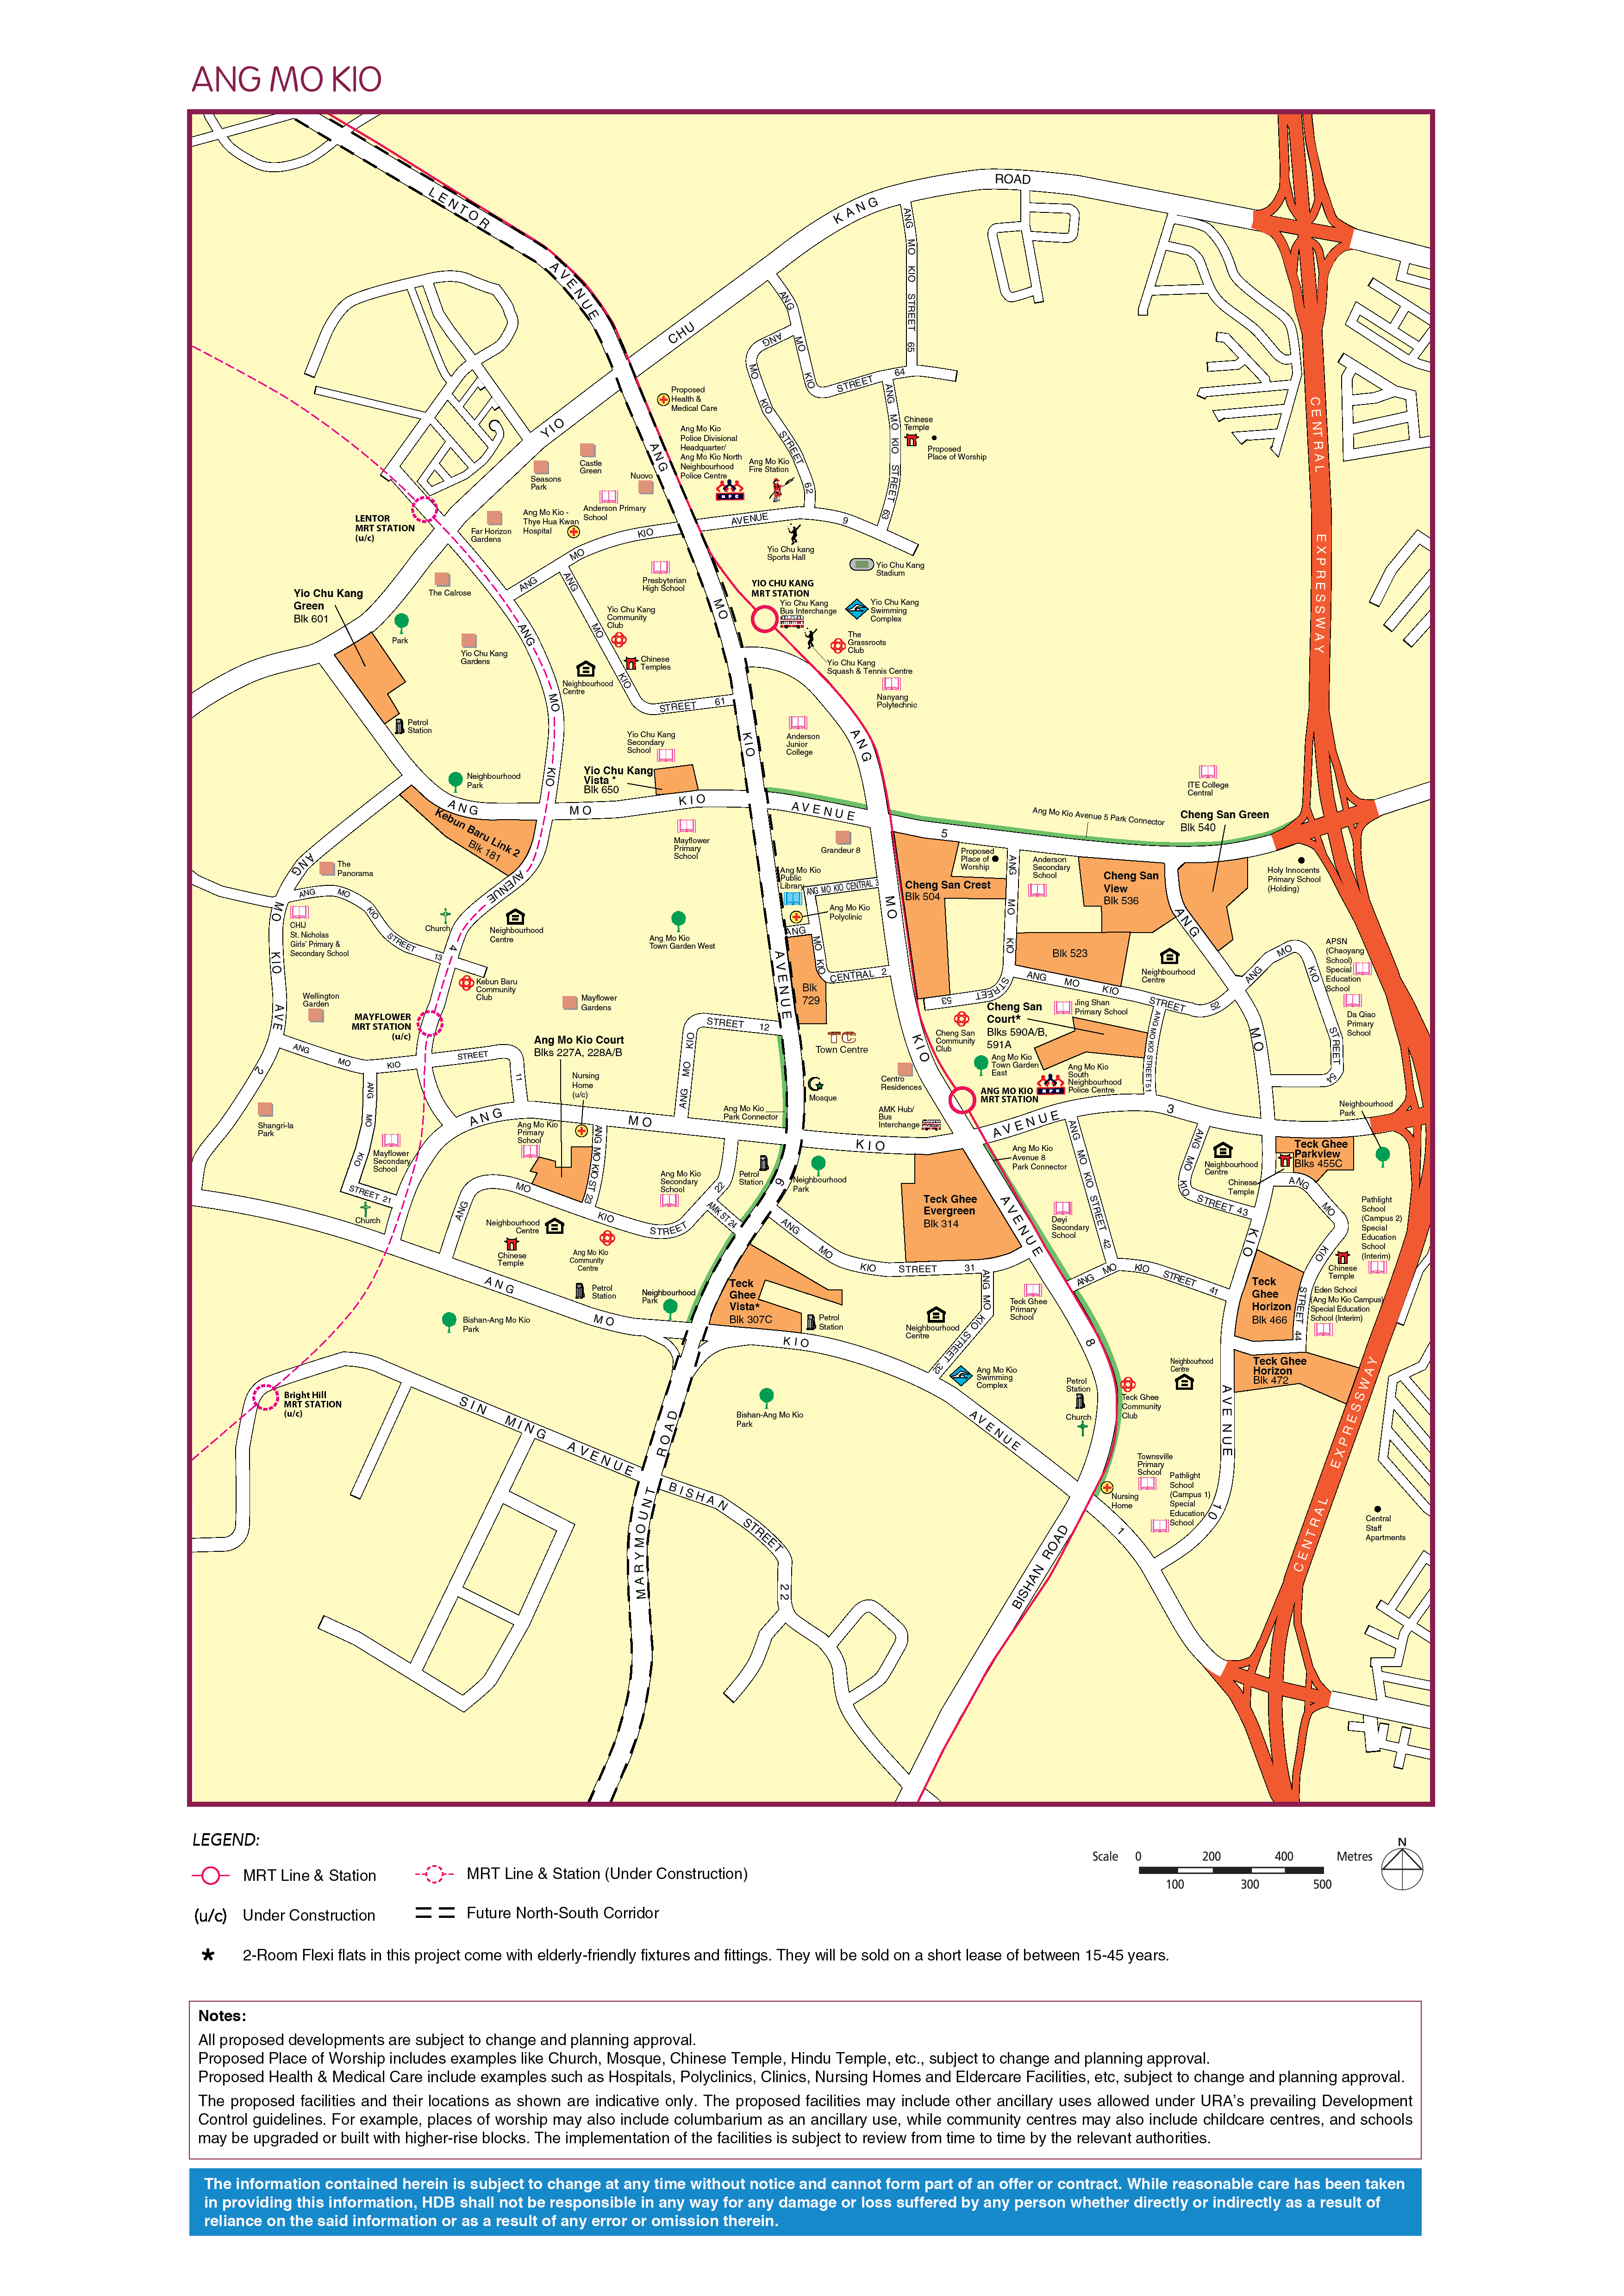 ANG MO KIO
ROAD
KANG
LENTOR
AVENUE
CHU
YIO
ANG MO KIO STREET 65
ANG
MO
KIO
STREET
64
ANG
MO
KIO
STREET
62
ANG MO KIO STREET 63
CENTRAL
EXPRESSWAY
Proposed
Health &
Medical Care
Ang Mo Kio
Police Divisional
Headquarter/
Ang Mo Kio North
Neighbourhood
Police Centre
NPC
Ang Mo Kio
Fire Station
Chinese
Temple
Proposed
Place of Worship
Castle
Green
Seasons
Park
Nuovo
Anderson Primary
School
Ang Mo Kio -
Thye Hua Kwan
Hospital
Far Horizon
Gardens
LENTOR
MRT STATION
(u/c)
ANG
MO
KIO
AVENUE
9
Yio Chu kang
Sports Hall
Yio Chu Kang
Stadium
Presbyterian
High School
YIO CHU KANG
MRT STATION
Yio Chu Kang
Bus Interchange
Yio Chu Kang
Swimming
Complex
The
Grassroots
Club
Yio Chu Kang
Squash & Tennis Centre
Nanyang
Polytechnic
The Calrose
Yio Chu Kang
Green
Blk 601
Park
Yio Chu Kang
Gardens
Yio Chu Kang
Community
Club
Chinese
Temples
Neighbourhood
Centre
ANG
MO
KIO
STREET
61
Petrol
Station
Yio Chu Kang
Secondary
School
Anderson
Junior
College
Yio Chu Kang
Vista *
Blk 650
Neighbourhood
Park
ANG
MO
KIO
AVENUE
5
Ang Mo Kio Avenue 5 Park Connector
ITE College
Central
Cheng San Green
Blk 540
Kebun Baru Link 2
Blk 181
Mayflower
Primary
School
Grandeur 8
Proposed
Place of
Worship
Anderson
Secondary
School
Holy Innocents
Primary School
(Holding)
The
Panorama
Ang Mo Kio
Public
Library
ANG MO KIO CENTRAL 3
Ang Mo Kio
Polyclinic
Cheng San Crest
Blk 504
Cheng San
View
Blk 536
CHIJ
St. Nicholas
Girls' Primary &
Secondary School
ANG
MO
KIO
STREET
13
Church
Neighbourhood
Centre
Ang Mo Kio
Town Garden West
ANG
MO
KIO
CENTRAL 2
Blk
729
Blk 523
Neighbourhood
Centre
APSN
(Chaoyang
School)
Special
Education
School
Da Qiao
Primary
School
Kebun Baru
Community
Club
Wellington
Garden
Mayflower
Gardens
MAYFLOWER
MRT STATION
(u/c)
ANG
MO
KIO
AVE
2
ANG
MO
KIO
AVENUE
4
ANG
MO
KIO
AVENUE
6
ANG
MO
KIO
AVENUE
8
ANG
MO
KIO
STREET
53
ANG
MO
KIO
STREET
52
ANG MO KIO STREET 51
ANG
MO
KIO
STREET
54
Cheng San
Court*
Blks 590A/B,
591A
Jing Shan
Primary School
Cheng San
Community
Club
Ang Mo Kio
Town Garden
East
Ang Mo Kio
South
Neighbourhood
Police Centre
NPC
TC
Town Centre
Centro
Residences
ANG MO KIO
MRT STATION
Mosque
AMK Hub/
Bus
Interchange
Ang Mo Kio Court
Blks 227A, 228A/B
Nursing
Home
(u/c)
ANG MO KIO STREET 12
ANG
MO
KIO
STREET
11
Shangri-la
Park
Mayflower
Secondary
School
ANG
MO
KIO
STREET 21
Church
Ang Mo Kio
Primary
School
ANG MO KIO ST 23
Ang Mo Kio
Park Connector
ANG
MO
KIO
AVENUE
3
Neighbourhood
Park
Ang Mo Kio
Avenue 8
Park Connector
Ang Mo Kio
Secondary
School
Petrol
Station
Neighbourhood
Park
ANG
MO
KIO
STREET
22
AMK ST 24
Neighbourhood
Centre
Chinese
Temple
Ang Mo Kio
Community
Centre
Teck Ghee
Evergreen
Blk 314
ANG MO KIO STREET 42
Deyi
Secondary
School
Neighbourhood
Centre
Chinese
Temple
Teck Ghee
Parkview
Blks 455C
ANG
MO
KIO
STREET 43
ANG
MO
KIO
STREET
44
Pathlight
School
(Campus 2)
Special
Education
School
(Interim)
Chinese
Temple
Eden School
(Ang Mo Kio Campus)
Special Education
School (Interim)
ANG
MO
KIO
STREET
31
ANG
MO
KIO
STREET
41
ANG MO KIO STREET 32
Teck Ghee
Primary
School
Teck
Ghee
Horizon
Blk 466
Teck Ghee
Horizon
Blk 472
Petrol
Station
Neighbourhood
Park
Teck
Ghee
Vista*
Blk 307C
Petrol
Station
Neighbourhood
Centre
Bishan-Ang Mo Kio
Park
ANG
MO
KIO
AVENUE
1
Ang Mo Kio
Swimming
Complex
Petrol
Station
Church
Teck Ghee
Community
Club
Neighbourhood
Centre
ANG
MO
KIO
AVENUE
10
Bright Hill
MRT STATION
(u/c)
Bishan-Ang Mo Kio
Park
SIN MING AVENUE
MARYMOUNT ROAD
BISHAN
STREET
22
Townsville
Primary
School
Pathlight
School
(Campus 1)
Special
Education
School
Nursing
Home
BISHAN ROAD
Central
Staff
Apartments
CENTRAL EXPRESSWAY
LEGEND:
MRT Line & Station
MRT Line & Station (Under Construction)
(u/c) Under Construction
Future North-South Corridor
* 2-Room Flexi flats in this project come with elderly-friendly fixtures and fittings. They will be sold on a short lease of between 15-45 years.
Scale 0 200 400 Metres
100 300 500
N
Notes:
All proposed developments are subject to change and planning approval.
Proposed Place of Worship includes examples like Church, Mosque, Chinese Temple, Hindu Temple, etc., subject to change and planning approval.
Proposed Health & Medical Care include examples such as Hospitals, Polyclinics, Clinics, Nursing Homes and Eldercare Facilities, etc, subject to change and planning approval.
The proposed facilities and their locations as shown are indicative only. The proposed facilities may include other ancillary uses allowed under URA's prevailing Development
Control guidelines. For example, places of worship may also include columbarium as an ancillary use, while community centres may also include childcare centres, and schools
may be upgraded or built with higher-rise blocks. The implementation of the facilities is subject to review from time to time by the relevant authorities.
The information contained herein is subject to change at any time without notice and cannot form part of an offer or contract. While reasonable care has been taken
in providing this information, HDB shall not be responsible in any way for any damage or loss suffered by any person whether directly or indirectly as a result of
reliance on the said information or as a result of any error or omission therein.